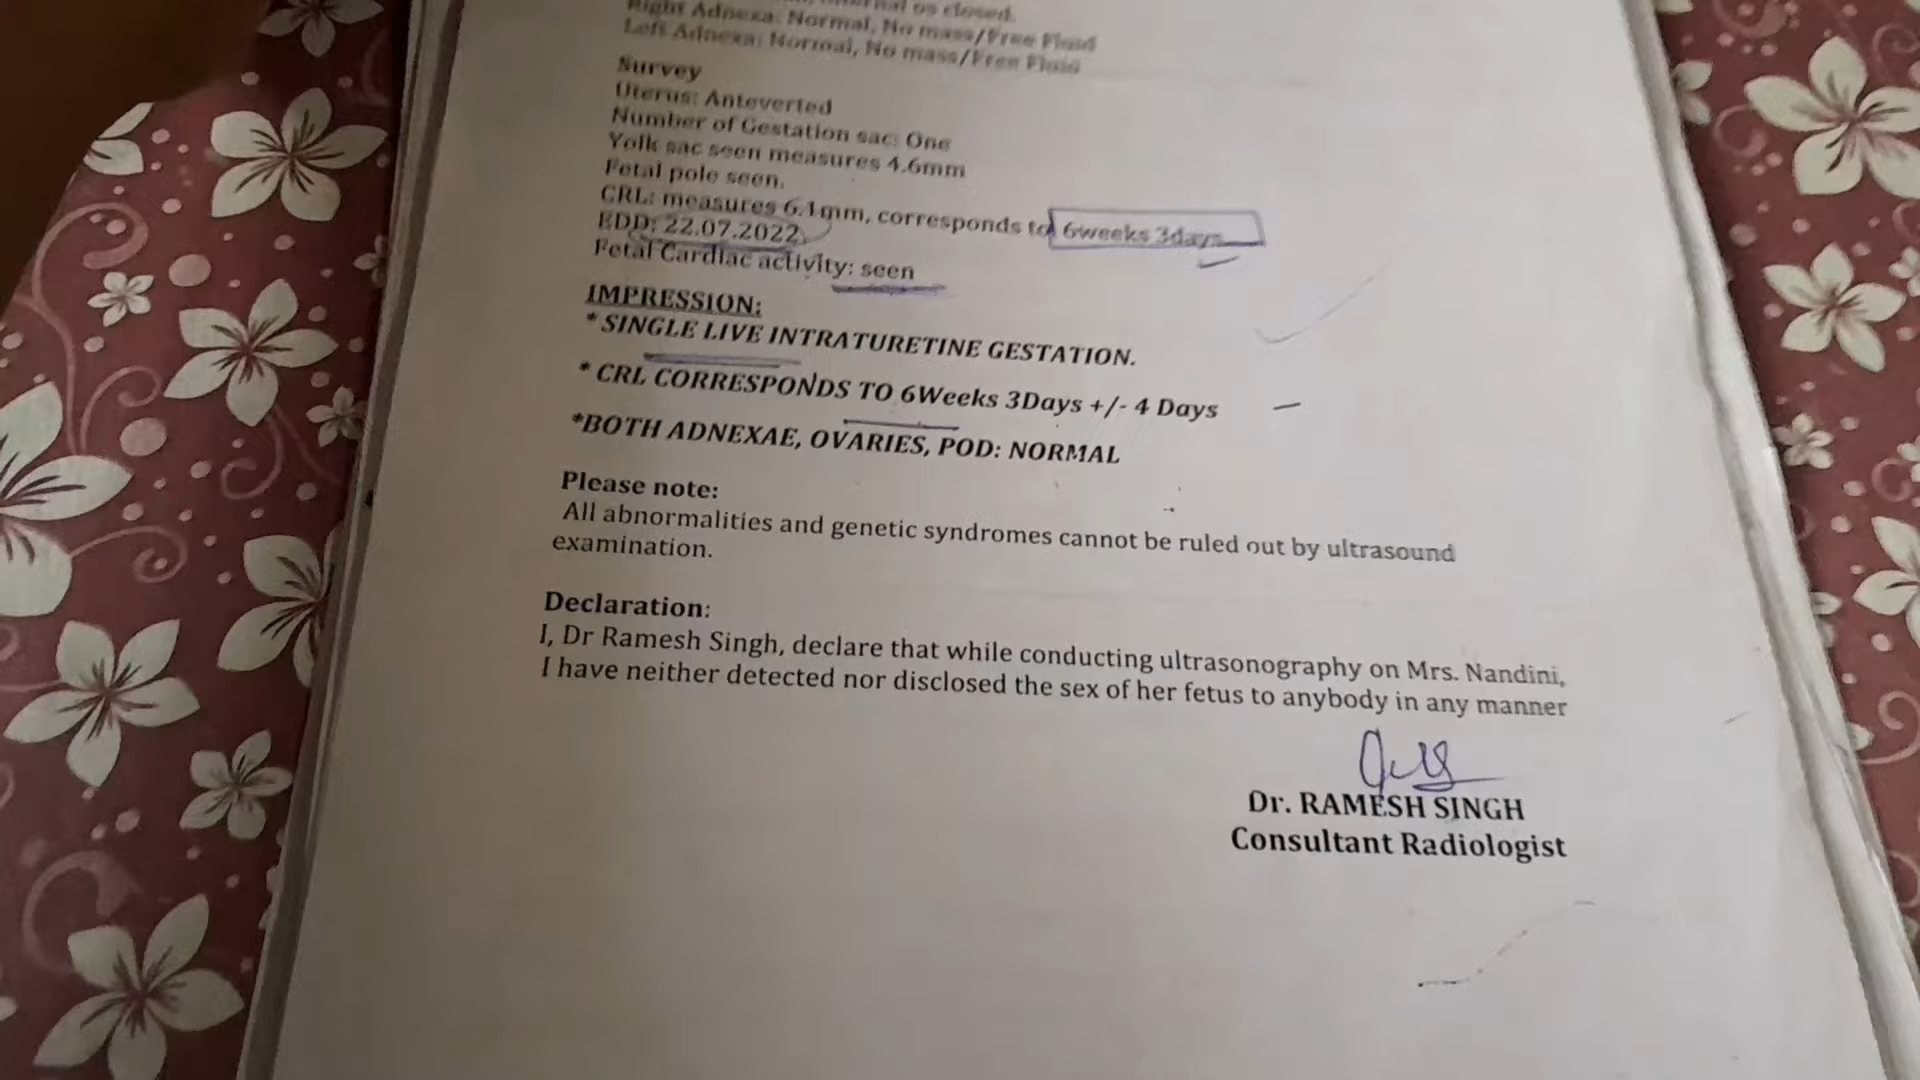 internal os closed.
Right Adnexa: Normal, No mass/Free Fluid
Left Adnexa: Normal, No mass/Free Fluid
Survey
Uterus: Anteverted
Number of Gestation sac: One
Yolk sac seen measures 4.6mm
Fetal pole seen.
CRL: measures 6.1mm, corresponds to 6weeks 3days
EDD: 22.07.2022
Fetal Cardiac activity: seen
IMPRESSION:
* SINGLE LIVE INTRATURETINE GESTATION.
* CRL CORRESPONDS TO 6Weeks 3Days +/- 4 Days
*BOTH ADNEXAE, OVARIES, POD: NORMAL
Please note:
All abnormalities and genetic syndromes cannot be ruled out by ultrasound
examination.
Declaration:
I, Dr Ramesh Singh, declare that while conducting ultrasonography on Mrs. Nandini,
I have neither detected nor disclosed the sex of her fetus to anybody in any manner
Dr. RAMESH SINGH
Consultant Radiologist